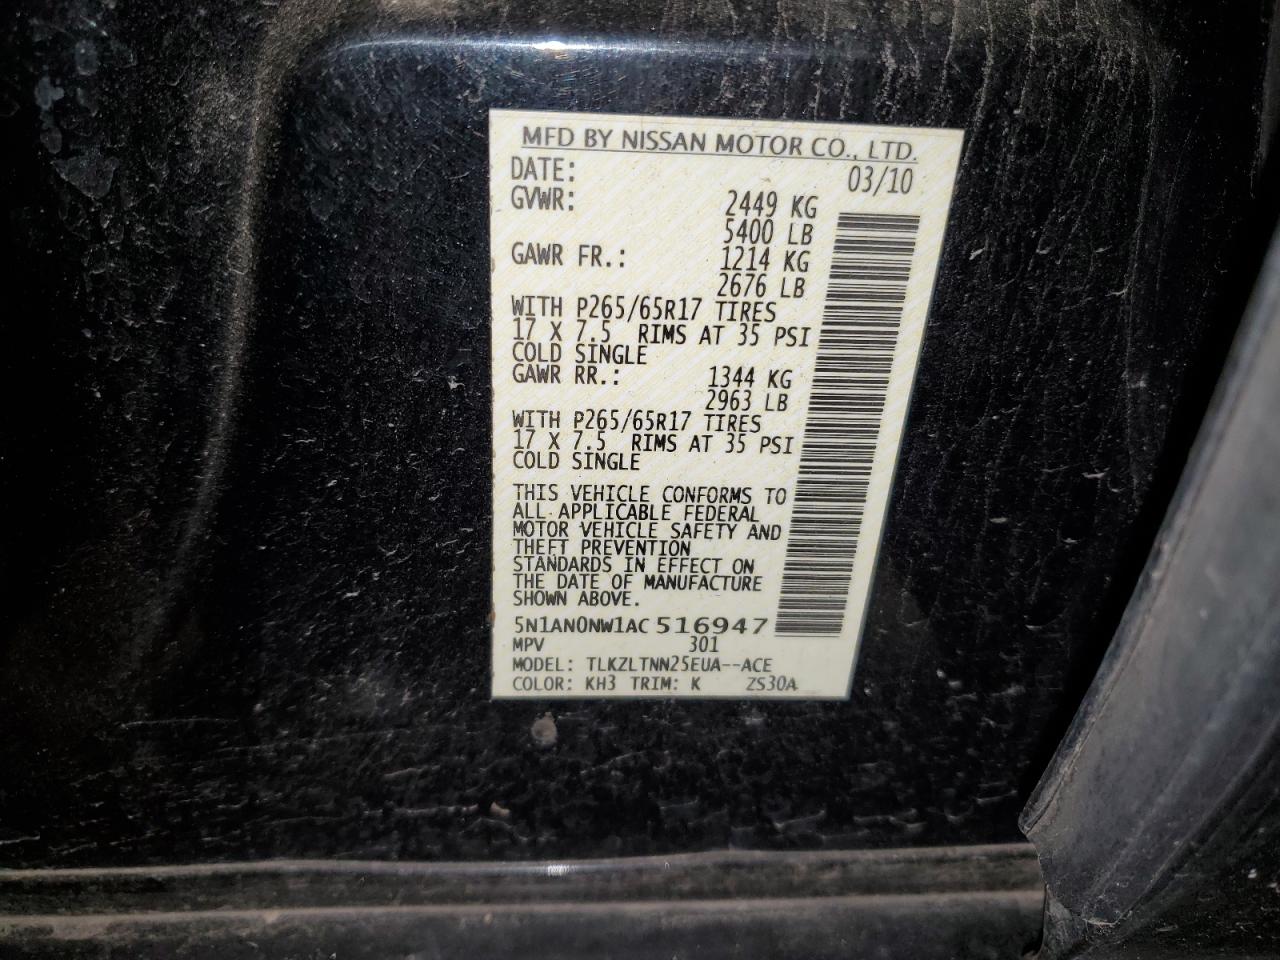 MFD BY NISSAN MOTOR CO., LTD.
DATE: 03/10
GVWR: 2449 KG
5400 LB
GAWR FR.: 1214 KG
2676 LB
WITH P265/65R17 TIRES
17 X 7.5 RIMS AT 35 PSI
COLD SINGLE
GAWR RR.: 1344 KG
2963 LB
WITH P265/65R17 TIRES
17 X 7.5 RIMS AT 35 PSI
COLD SINGLE
THIS VEHICLE CONFORMS TO
ALL APPLICABLE FEDERAL
MOTOR VEHICLE SAFETY AND
THEFT PREVENTION
STANDARDS IN EFFECT ON
THE DATE OF MANUFACTURE
SHOWN ABOVE.
5N1AN0NW1AC516947
MPV 301
MODEL: TLKZLTNN25EUA--ACE
COLOR: KH3 TRIM: K ZS30A